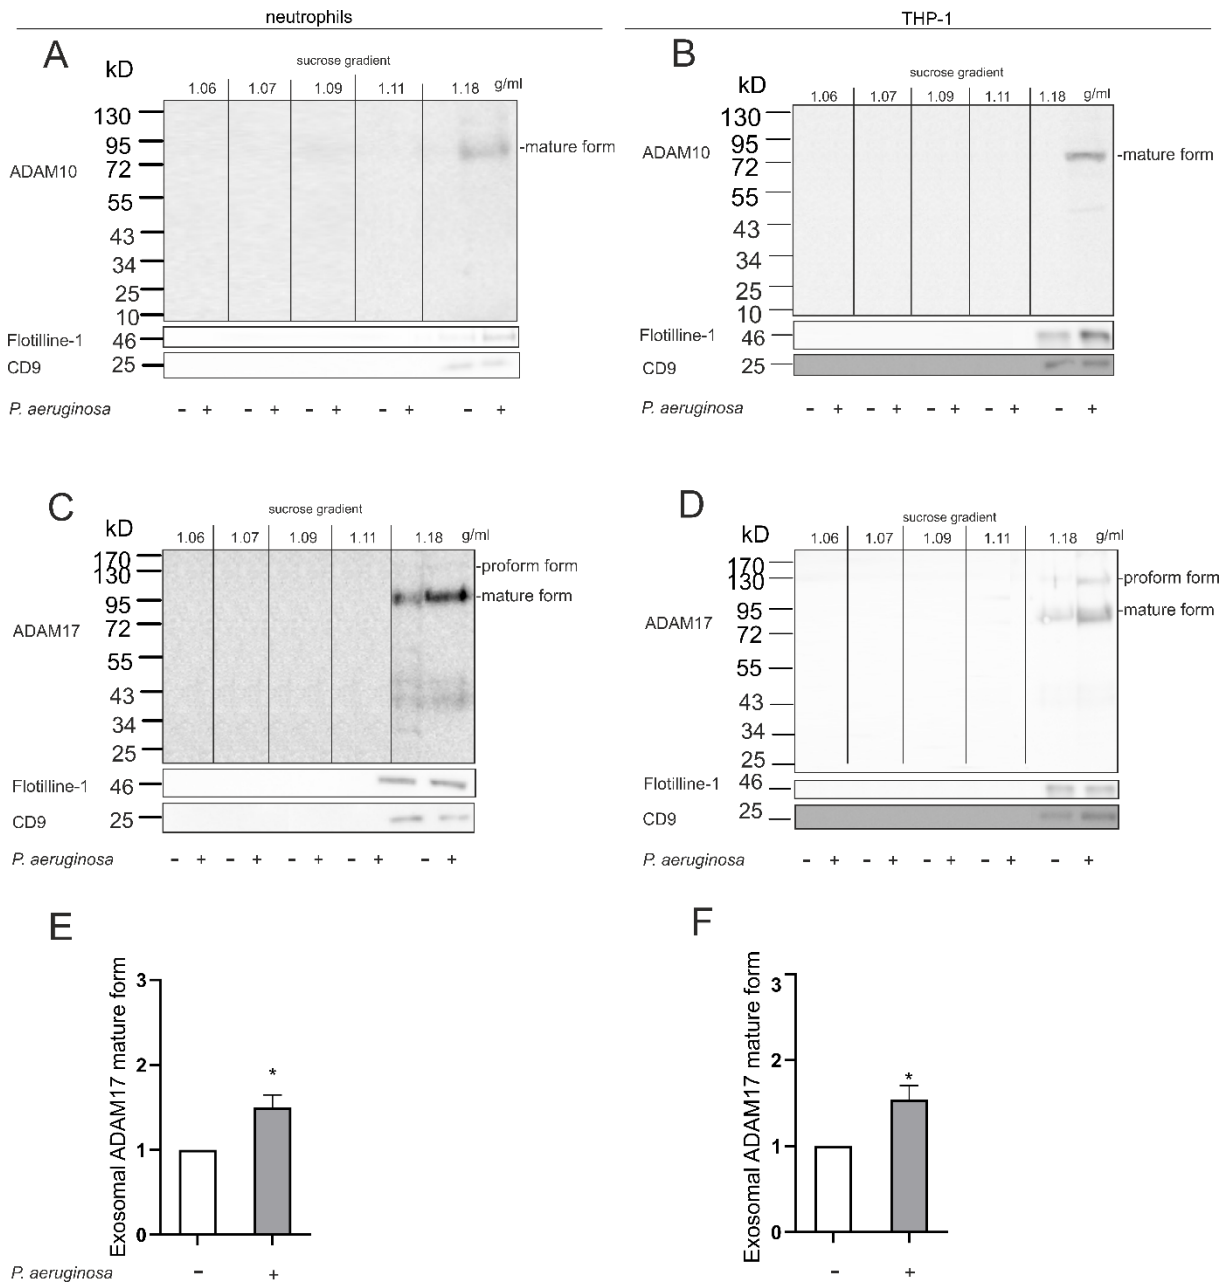 neutrophils
THP-1
A
sucrose gradient
kD
1.06 1.07 1.09 1.11 1.18 g/ml
130
95
72
55
43
34
25
10
ADAM10
-mature form
Flotilline-1 46
CD9 25
P. aeruginosa - + - + - + - + - +
B
sucrose gradient
kD
1.06 1.07 1.09 1.11 1.18 g/ml
130
95
72
55
43
34
25
10
ADAM10
-mature form
Flotilline-1 46
CD9 25
P. aeruginosa - + - + - + - + - +
C
sucrose gradient
kD
1.06 1.07 1.09 1.11 1.18 g/ml
170
130
95
72
55
43
34
25
ADAM17
-proform form
-mature form
Flotilline-1 46
CD9 25
P. aeruginosa - + - + - + - + - +
D
sucrose gradient
kD
1.06 1.07 1.09 1.11 1.18 g/ml
170
130
95
72
55
43
34
25
ADAM17
-proform form
-mature form
Flotilline-1 46
CD9 25
P. aeruginosa - + - + - + - + - +
E
Exosomal ADAM17 mature form
3
2
1
0
*
P. aeruginosa - +
F
Exosomal ADAM17 mature form
3
2
1
0
*
- +